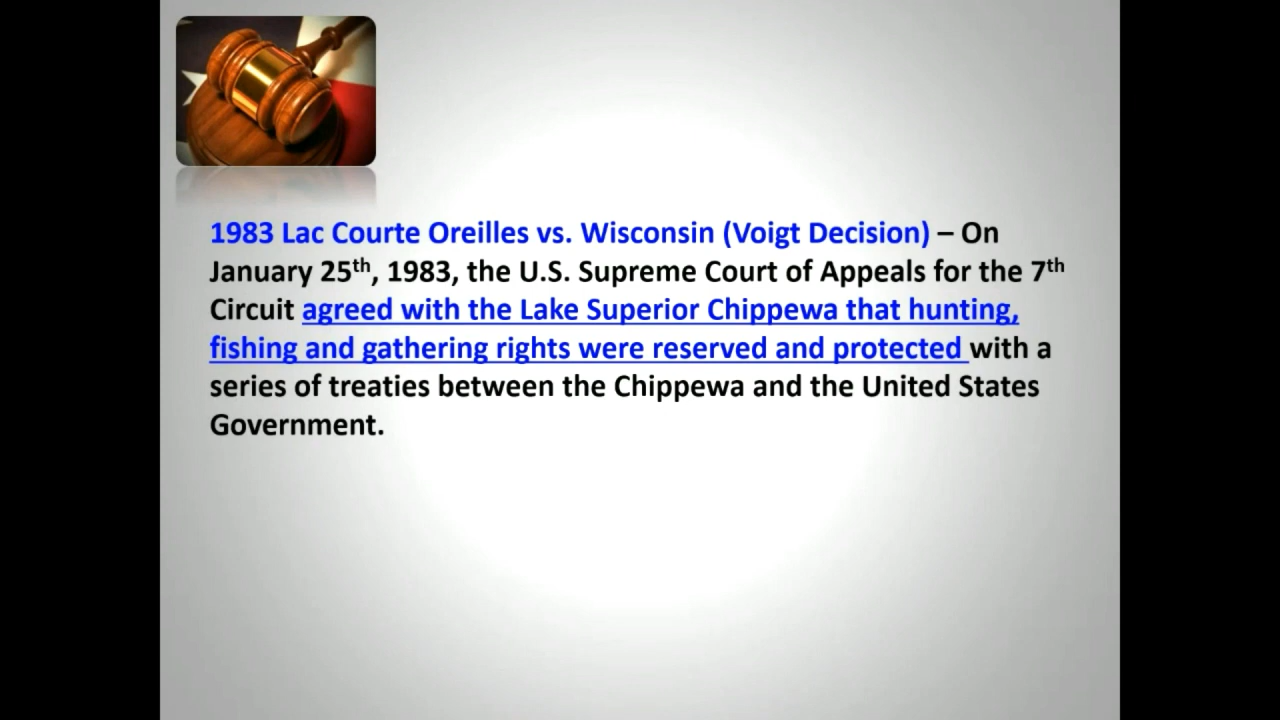 1983 Lac Courte Oreilles vs. Wisconsin (Voigt Decision) – On
January 25th, 1983, the U.S. Supreme Court of Appeals for the 7th
Circuit agreed with the Lake Superior Chippewa that hunting,
fishing and gathering rights were reserved and protected with a
series of treaties between the Chippewa and the United States
Government.